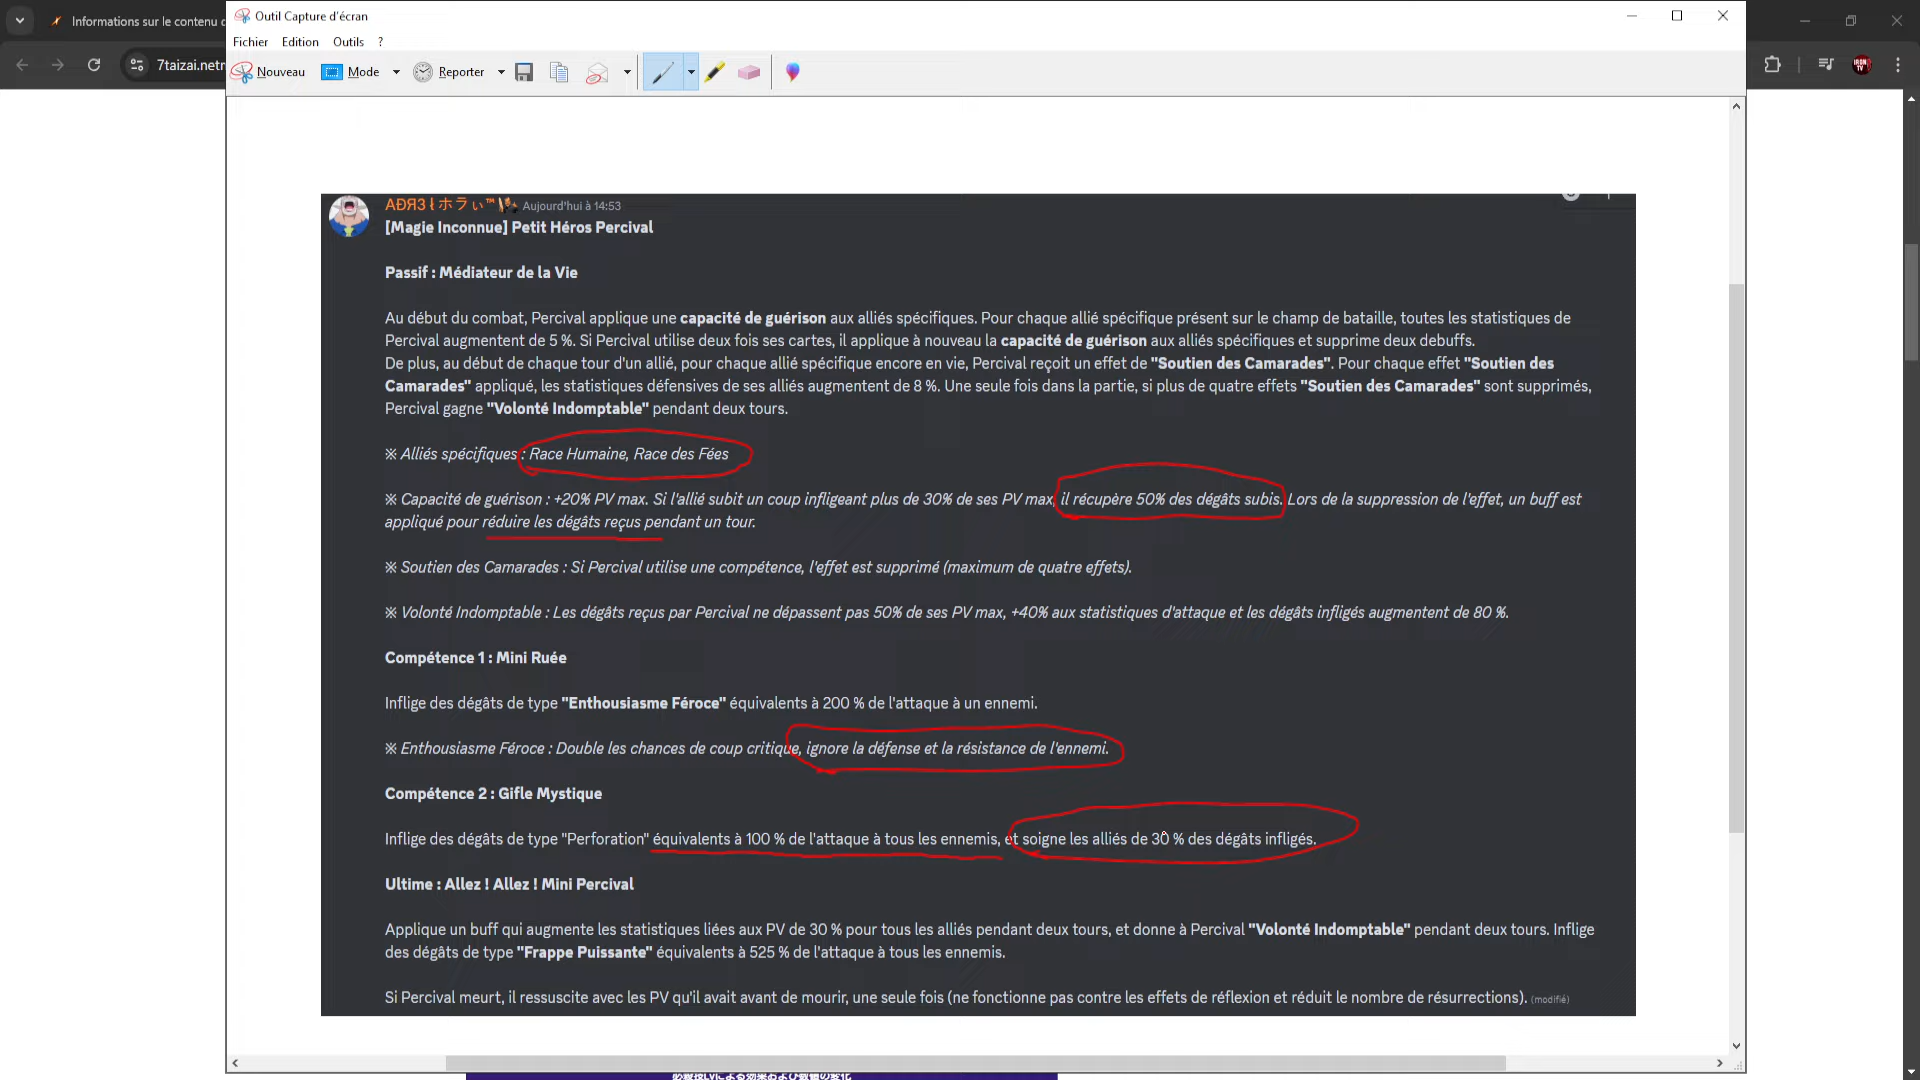 Informations sur le contenu d
Outil Capture d'écran
Fichier Edition Outils ?
7taizai.netm
Nouveau Mode Reporter
Aujourd'hui à 14:53
[Magie Inconnue] Petit Héros Percival
Passif : Médiateur de la Vie
Au début du combat, Percival applique une capacité de guérison aux alliés spécifiques. Pour chaque allié spécifique présent sur le champ de bataille, toutes les statistiques de
Percival augmentent de 5 %. Si Percival utilise deux fois ses cartes, il applique à nouveau la capacité de guérison aux alliés spécifiques et supprime deux debuffs.
De plus, au début de chaque tour d'un allié, pour chaque allié spécifique encore en vie, Percival reçoit un effet de "Soutien des Camarades". Pour chaque effet "Soutien des
Camarades" appliqué, les statistiques défensives de ses alliés augmentent de 8 %. Une seule fois dans la partie, si plus de quatre effets "Soutien des Camarades" sont supprimés,
Percival gagne "Volonté Indomptable" pendant deux tours.
※ Alliés spécifiques : Race Humaine, Race des Fées
※ Capacité de guérison : +20% PV max. Si l'allié subit un coup infligeant plus de 30% de ses PV max, il récupère 50% des dégâts subis. Lors de la suppression de l'effet, un buff est
appliqué pour réduire les dégâts reçus pendant un tour.
※ Soutien des Camarades : Si Percival utilise une compétence, l'effet est supprimé (maximum de quatre effets).
※ Volonté Indomptable : Les dégâts reçus par Percival ne dépassent pas 50% de ses PV max, +40% aux statistiques d'attaque et les dégâts infligés augmentent de 80 %.
Compétence 1 : Mini Ruée
Inflige des dégâts de type "Enthousiasme Féroce" équivalents à 200 % de l'attaque à un ennemi.
※ Enthousiasme Féroce : Double les chances de coup critique, ignore la défense et la résistance de l'ennemi.
Compétence 2 : Gifle Mystique
Inflige des dégâts de type "Perforation" équivalents à 100 % de l'attaque à tous les ennemis, et soigne les alliés de 30 % des dégâts infligés.
Ultime : Allez ! Allez ! Mini Percival
Applique un buff qui augmente les statistiques liées aux PV de 30 % pour tous les alliés pendant deux tours, et donne à Percival "Volonté Indomptable" pendant deux tours. Inflige
des dégâts de type "Frappe Puissante" équivalents à 525 % de l'attaque à tous les ennemis.
Si Percival meurt, il ressuscite avec les PV qu'il avait avant de mourir, une seule fois (ne fonctionne pas contre les effets de réflexion et réduit le nombre de résurrections). (modifié)